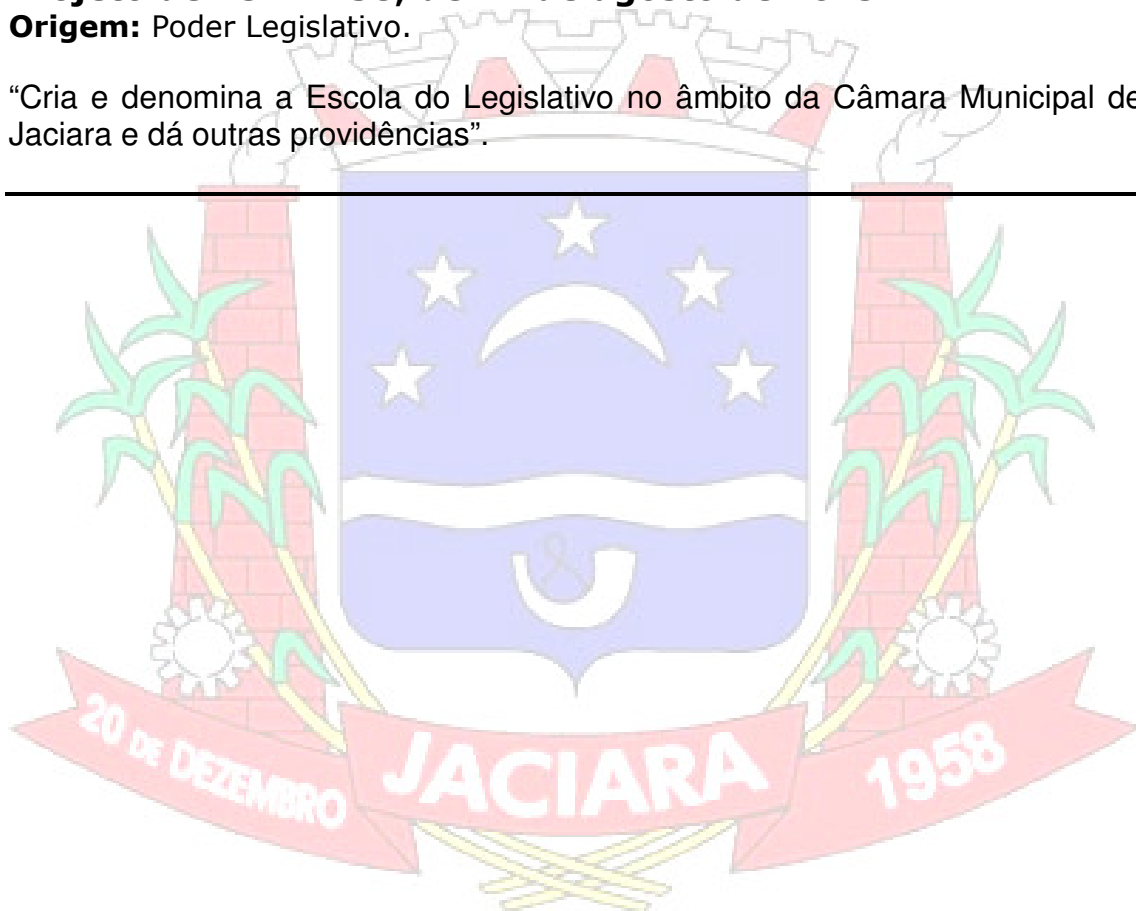 Origem: Poder Legislativo.
“Cria e denomina a Escola do Legislativo no âmbito da Câmara Municipal de
Jaciara e dá outras providências”.
20 DE DEZEMBRO
JACIARA
1958